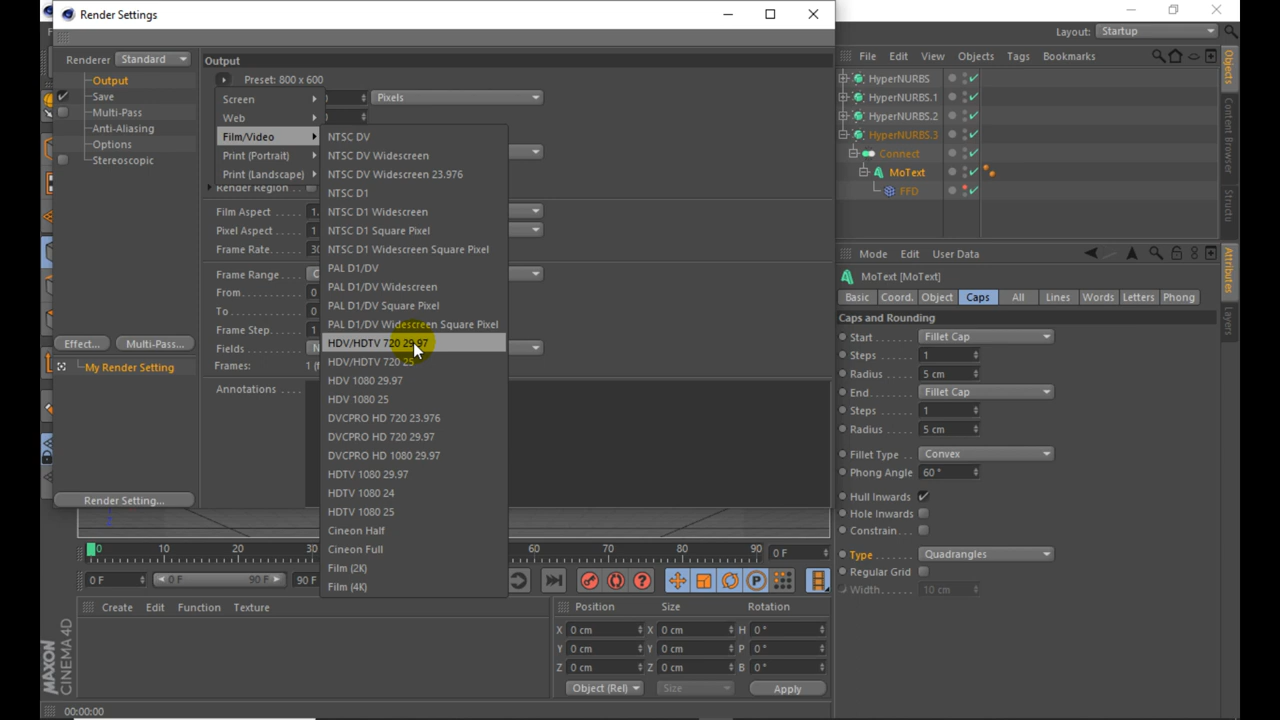 Render Settings
Renderer Standard
Output
Save
Multi-Pass
Anti-Aliasing
Options
Stereoscopic
Effect... Multi-Pass...
My Render Setting
Render Setting...
Output
Preset: 800 x 600
Pixels
Screen
Web
Film/Video
Print (Portrait)
Print (Landscape)
Render Region
Film Aspect
Pixel Aspect
Frame Rate
Frame Range
From
To
Frame Step
Fields
Frames:
Annotations
NTSC DV
NTSC DV Widescreen
NTSC DV Widescreen 23.976
NTSC D1
NTSC D1 Widescreen
NTSC D1 Square Pixel
NTSC D1 Widescreen Square Pixel
PAL D1/DV
PAL D1/DV Widescreen
PAL D1/DV Square Pixel
PAL D1/DV Widescreen Square Pixel
HDV/HDTV 720 29.97
HDV/HDTV 720 25
HDV 1080 29.97
HDV 1080 25
DVCPRO HD 720 23.976
DVCPRO HD 720 29.97
DVCPRO HD 1080 29.97
HDTV 1080 29.97
HDTV 1080 24
HDTV 1080 25
Cineon Half
Cineon Full
Film (2K)
Film (4K)
Layout: Startup
File Edit View Objects Tags Bookmarks
HyperNURBS
HyperNURBS.1
HyperNURBS.2
HyperNURBS.3
Connect
MoText
FFD
Objects
Content Browser
Structu
Attributes
Layers
Mode Edit User Data
MoText [MoText]
Basic Coord. Object Caps All Lines Words Letters Phong
Caps and Rounding
Start Fillet Cap
Steps 1
Radius 5 cm
End Fillet Cap
Steps 1
Radius 5 cm
Fillet Type Convex
Phong Angle 60 °
Hull Inwards
Hole Inwards
Constrain
Type Quadrangles
Regular Grid
Width 10 cm
0 10 20 30 60 70 80 90 0 F
0 F 0 F 90 F 90 F
Create Edit Function Texture
Position Size Rotation
X 0 cm X 0 cm H 0 °
Y 0 cm Y 0 cm P 0 °
Z 0 cm Z 0 cm B 0 °
Object (Rel) Size Apply
MAXON
CINEMA 4D
00:00:00